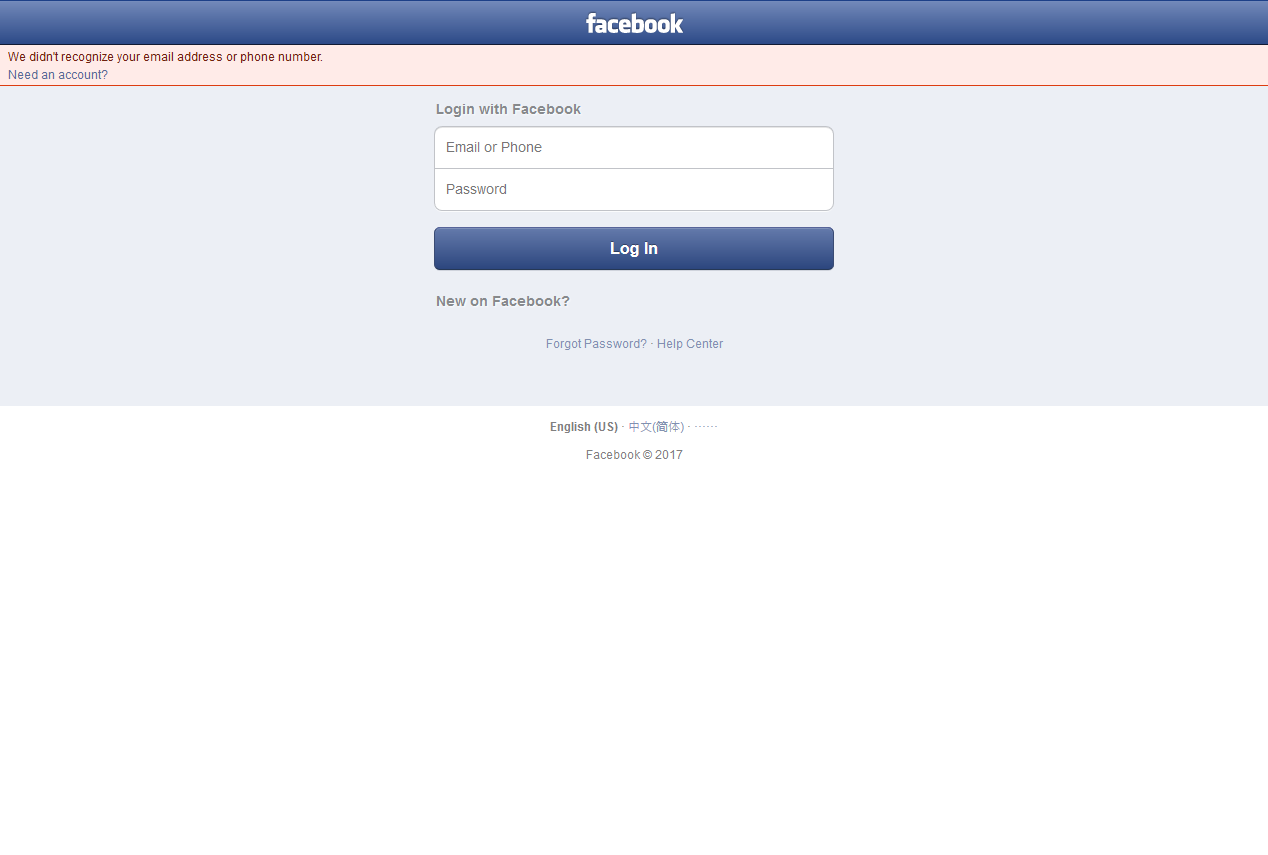 facebook
We didn't recognize your email address or phone number.
Need an account?
Login with Facebook
Email or Phone
Password
Log In
New on Facebook?
Forgot Password? · Help Center
English (US) · 中文(简体) · ······
Facebook © 2017